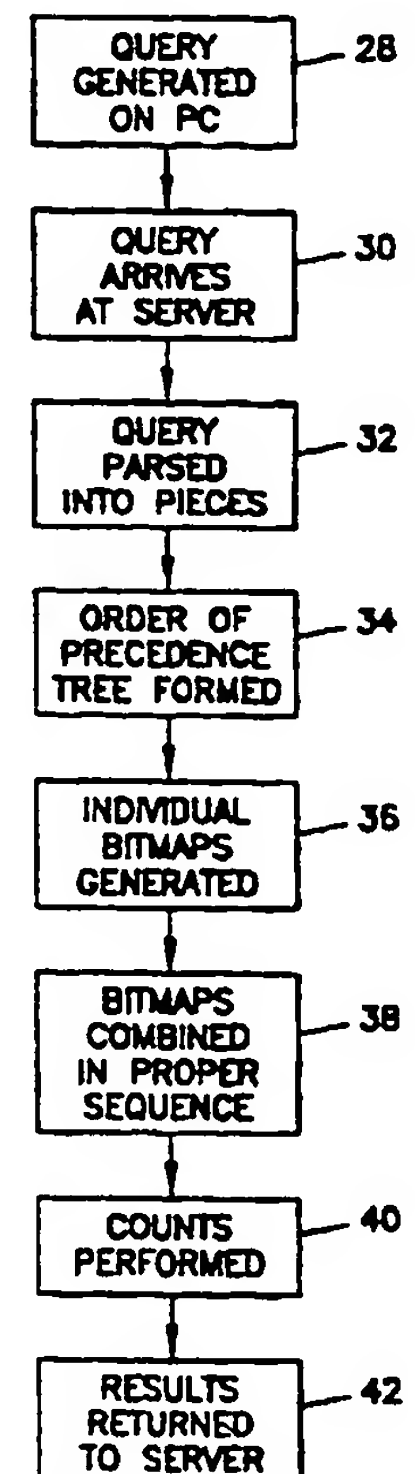 QUERY
GENERATED
ON PC
28
QUERY
ARRIVES
AT SERVER
30
QUERY
PARSED
INTO PIECES
32
ORDER OF
PRECEDENCE
TREE FORMED
34
INDIVIDUAL
BITMAPS
GENERATED
36
BITMAPS
COMBINED
IN PROPER
SEQUENCE
38
COUNTS
PERFORMED
40
RESULTS
RETURNED
TO SERVER
42